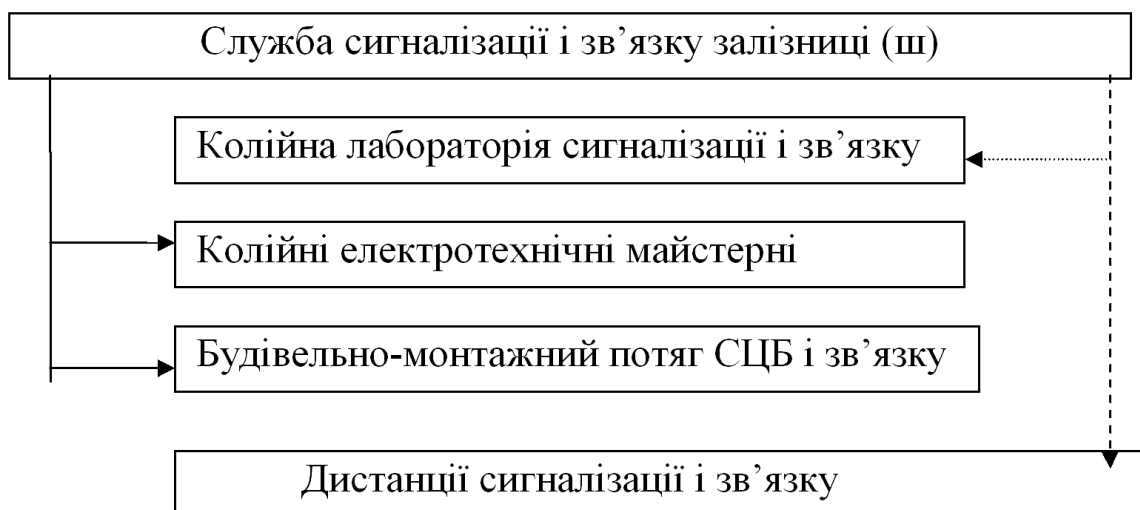 Служба сигналізації і зв’язку залізниці (ш)
Колійна лабораторія сигналізації і зв’язку
Колійні електротехнічні майстерні
Будівельно-монтажний потяг СЦБ і зв’язку
Дистанції сигналізації і зв’язку